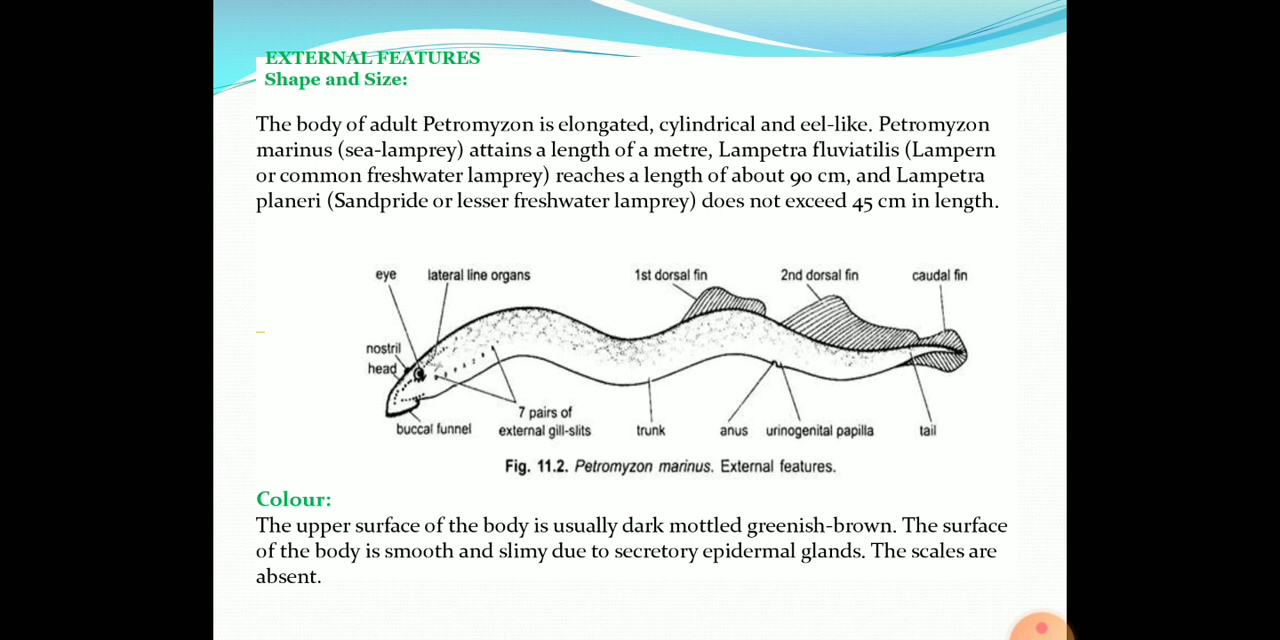 EXTERNAL FEATURES
Shape and Size:
The body of adult Petromyzon is elongated, cylindrical and eel-like. Petromyzon
marinus (sea-lamprey) attains a length of a metre, Lampetra fluviatilis (Lampern
or common freshwater lamprey) reaches a length of about 90 cm, and Lampetra
planeri (Sandpride or lesser freshwater lamprey) does not exceed 45 cm in length.
eye
lateral line organs
1st dorsal fin
2nd dorsal fin
caudal fin
nostril
head
buccal funnel
7 pairs of
external gill-slits
trunk
anus
urinogenital papilla
tail
Fig. 11.2. Petromyzon marinus. External features.
Colour:
The upper surface of the body is usually dark mottled greenish-brown. The surface
of the body is smooth and slimy due to secretory epidermal glands. The scales are
absent.